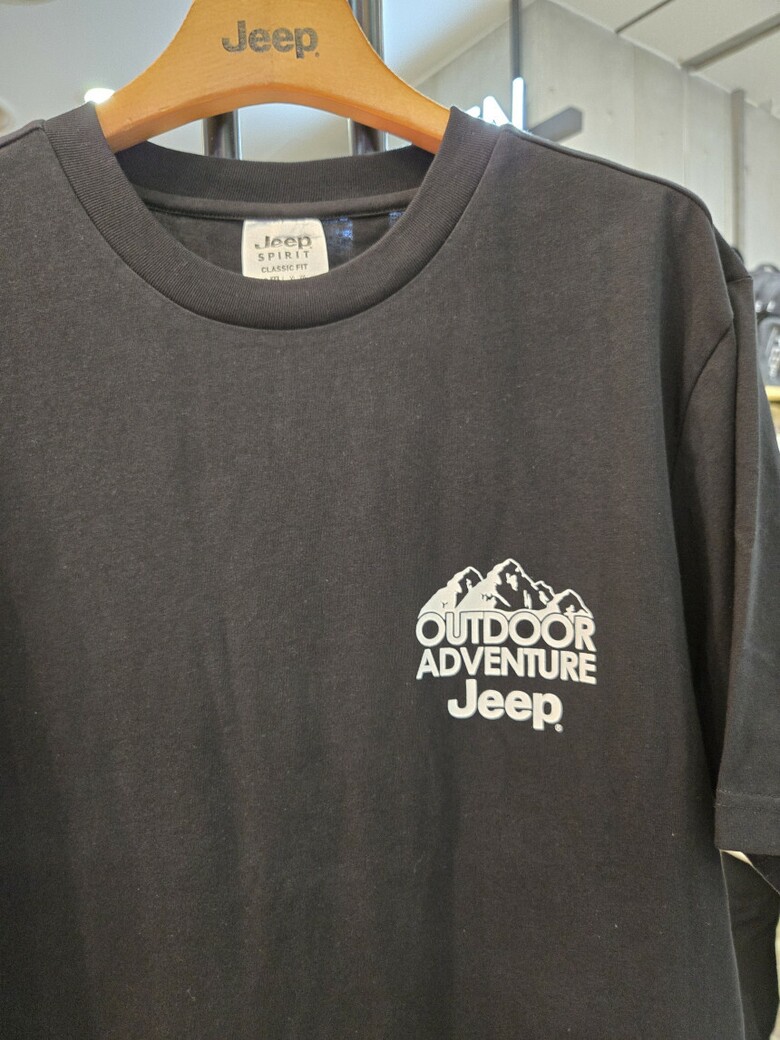 Jeep
Jeep
SPIRIT
CLASSIC FIT
OUTDOOR
ADVENTURE
Jeep®